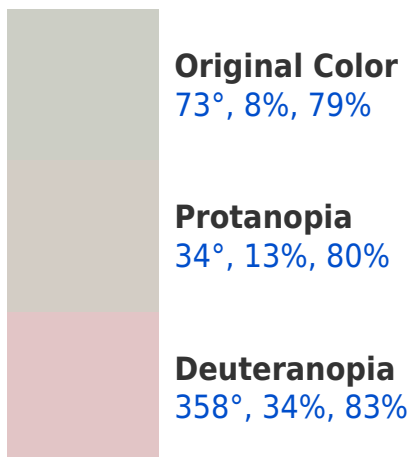 Original Color
73°, 8%, 79%
Protanopia
34°, 13%, 80%
Deuteranopia
358°, 34%, 83%